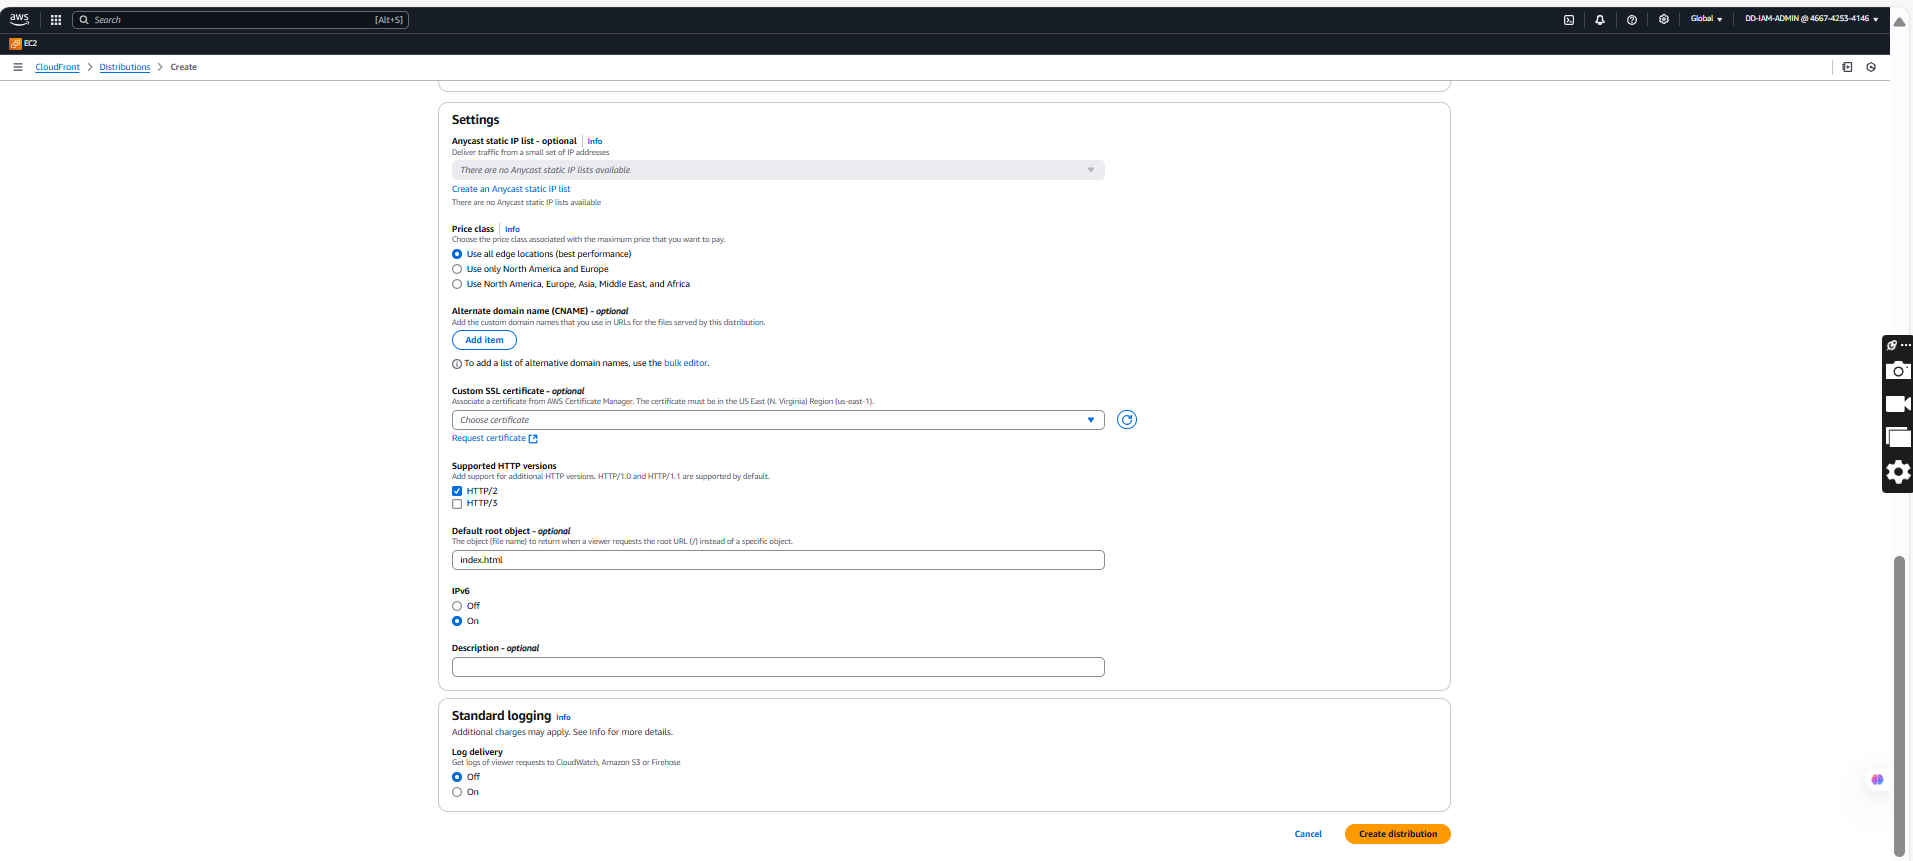 aws
Search
[Alt+S]
Global
DD-IAM-ADMIN @ 4667-4253-4146
EC2
CloudFront > Distributions > Create
Settings
Anycast static IP list - optional | Info
Deliver traffic from a small set of IP addresses
There are no Anycast static IP lists available
Create an Anycast static IP list
There are no Anycast static IP lists available
Price class | Info
Choose the price class associated with the maximum price that you want to pay.
Use all edge locations (best performance)
Use only North America and Europe
Use North America, Europe, Asia, Middle East, and Africa
Alternate domain name (CNAME) - optional
Add the custom domain names that you use in URLs for the files served by this distribution.
Add item
To add a list of alternative domain names, use the bulk editor.
Custom SSL certificate - optional
Associate a certificate from AWS Certificate Manager. The certificate must be in the US East (N. Virginia) Region (us-east-1).
Choose certificate
Request certificate
Supported HTTP versions
Add support for additional HTTP versions. HTTP/1.0 and HTTP/1.1 are supported by default.
HTTP/2
HTTP/3
Default root object - optional
The object (file name) to return when a viewer requests the root URL (/) instead of a specific object.
index.html
IPv6
Off
On
Description - optional
Standard logging Info
Additional charges may apply. See Info for more details.
Log delivery
Get logs of viewer requests to CloudWatch, Amazon S3 or Firehose
Off
On
Cancel
Create distribution